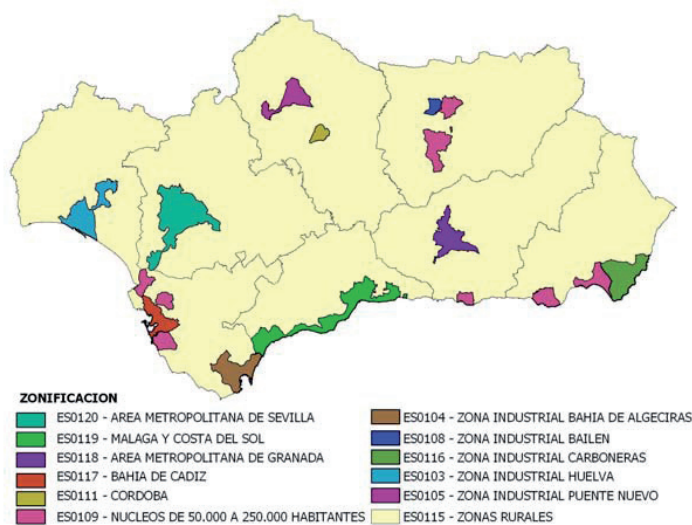 ZONIFICACION
ES0120 - AREA METROPOLITANA DE SEVILLA
ES0119 - MALAGA Y COSTA DEL SOL
ES0118 - AREA METROPOLITANA DE GRANADA
ES0117 - BAHIA DE CADIZ
ES0111 - CORDOBA
ES0109 - NUCLEOS DE 50.000 A 250.000 HABITANTES
ES0104 - ZONA INDUSTRIAL BAHIA DE ALGECIRAS
ES0108 - ZONA INDUSTRIAL BAILEN
ES0116 - ZONA INDUSTRIAL CARBONERAS
ES0103 - ZONA INDUSTRIAL HUELVA
ES0105 - ZONA INDUSTRIAL PUENTE NUEVO
ES0115 - ZONAS RURALES